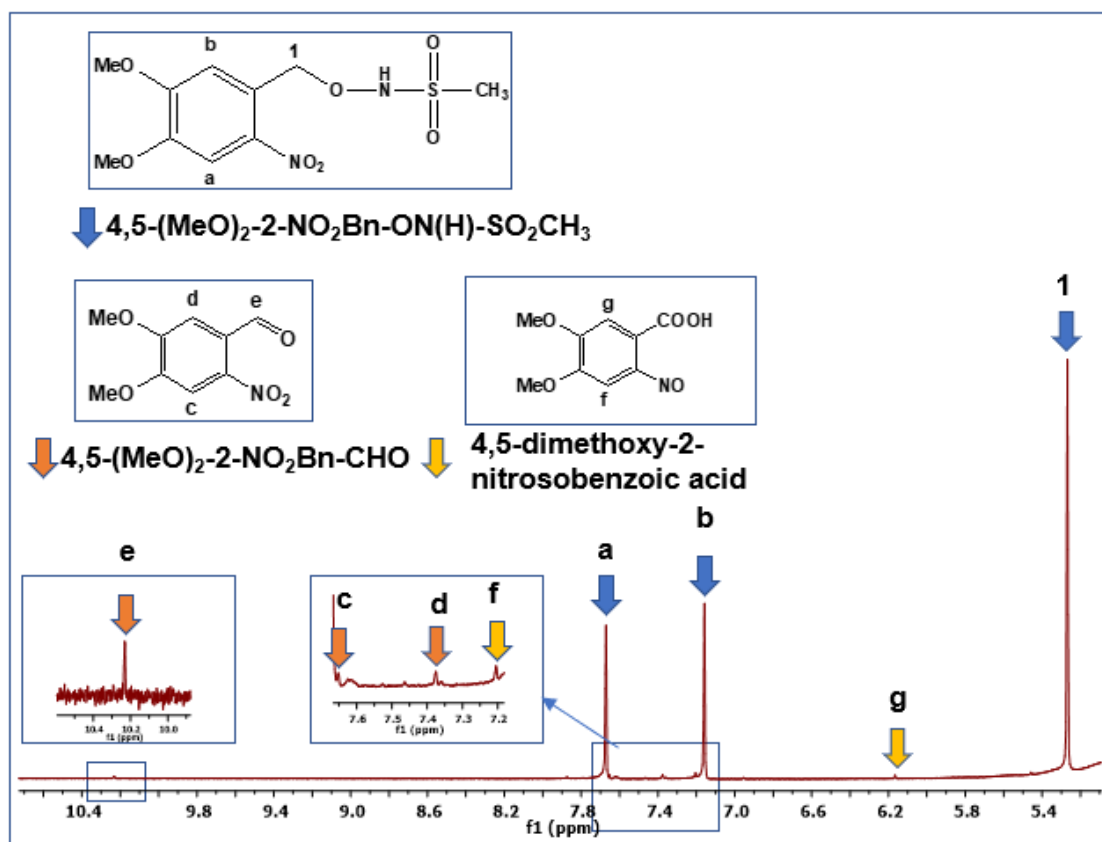 b
1
MeO
O
H
O
N
S
CH₃
O
MeO
NO₂
a
4,5-(MeO)₂-2-NO₂Bn-ON(H)-SO₂CH₃
d
e
MeO
O
MeO
NO₂
c
g
MeO
COOH
MeO
NO
f
4,5-(MeO)₂-2-NO₂Bn-CHO
4,5-dimethoxy-2-
nitrosobenzoic acid
1
e
10.4 10.2 10.0
f1 (ppm)
c
d
f
7.6 7.5 7.4 7.3 7.2
f1 (ppm)
a
b
g
10.4 9.8 9.2 8.6 8.2 7.8 7.4 7.0 6.6 6.2 5.8 5.4
f1 (ppm)